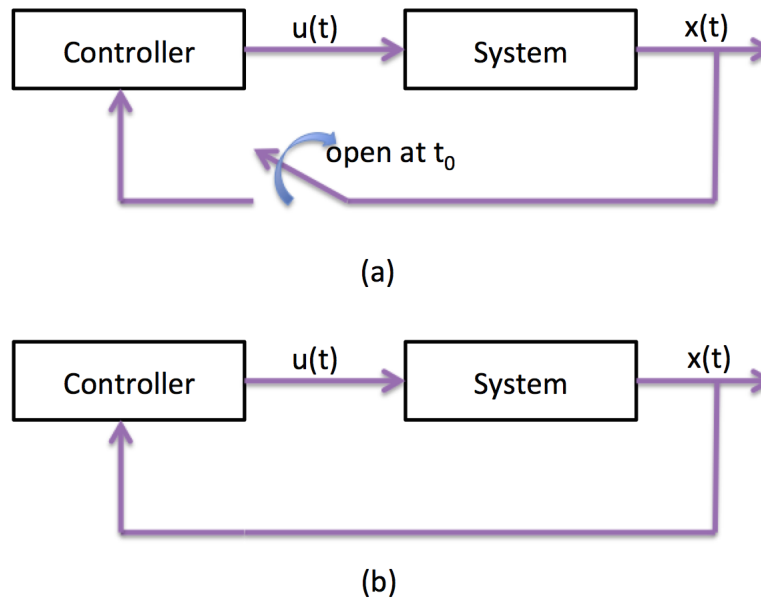 u(t)
x(t)
Controller
System
open at t₀
(a)
u(t)
x(t)
Controller
System
(b)